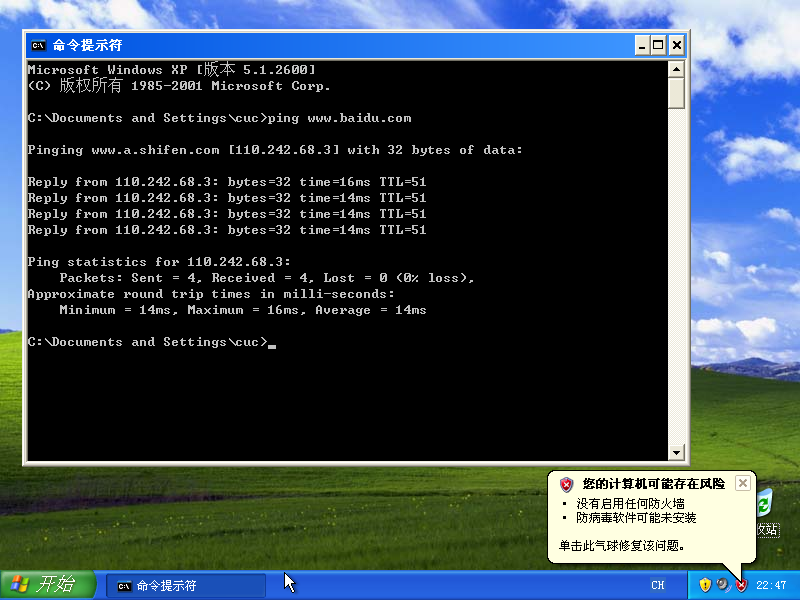 命令提示符
Microsoft Windows XP [版本 5.1.2600]
(C) 版权所有 1985-2001 Microsoft Corp.
C:\Documents and Settings\cuc>ping www.baidu.com
Pinging www.a.shifen.com [110.242.68.3] with 32 bytes of data:
Reply from 110.242.68.3: bytes=32 time=16ms TTL=51
Reply from 110.242.68.3: bytes=32 time=14ms TTL=51
Reply from 110.242.68.3: bytes=32 time=14ms TTL=51
Reply from 110.242.68.3: bytes=32 time=14ms TTL=51
Ping statistics for 110.242.68.3:
Packets: Sent = 4, Received = 4, Lost = 0 (0% loss),
Approximate round trip times in milli-seconds:
Minimum = 14ms, Maximum = 16ms, Average = 14ms
C:\Documents and Settings\cuc>_
您的计算机可能存在风险
• 没有启用任何防火墙
• 防病毒软件可能未安装
单击此气球修复该问题。
收站
开始
命令提示符
CH
22:47